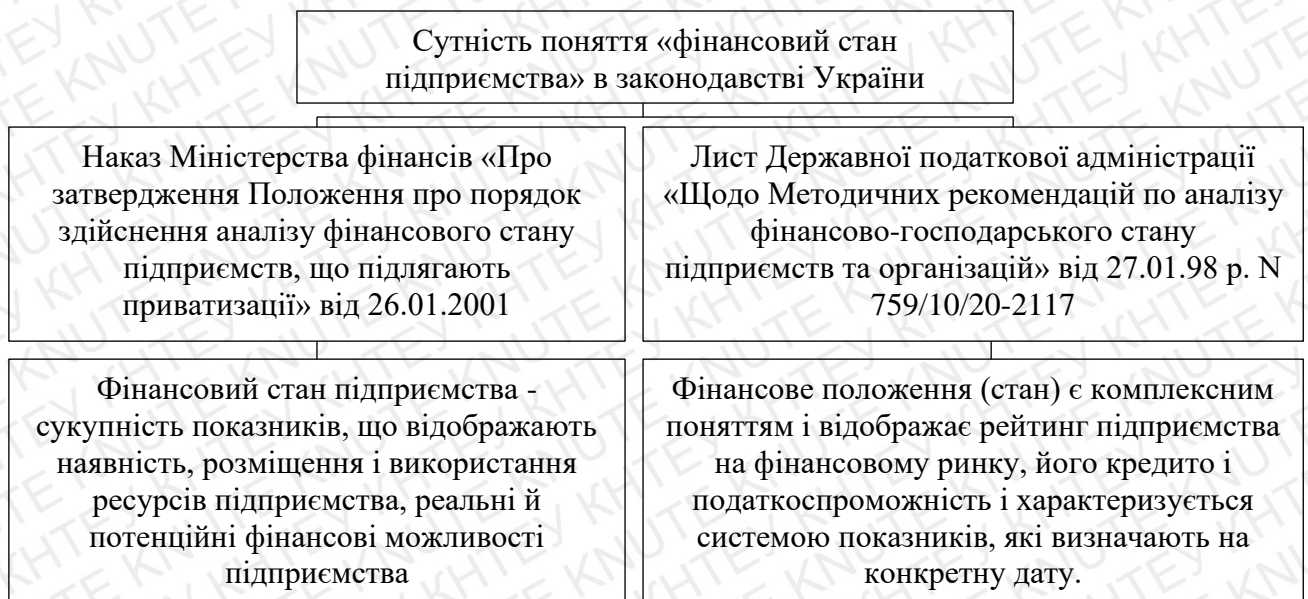 Сутність поняття «фінансовий стан
підприємства» в законодавстві України
Наказ Міністерства фінансів «Про
затвердження Положення про порядок
здійснення аналізу фінансового стану
підприємств, що підлягають
приватизації» від 26.01.2001
Лист Державної податкової адміністрації
«Щодо Методичних рекомендацій по аналізу
фінансово-господарського стану
підприємств та організацій» від 27.01.98 р. N
759/10/20-2117
Фінансовий стан підприємства -
сукупність показників, що відображають
наявність, розміщення і використання
ресурсів підприємства, реальні й
потенційні фінансові можливості
підприємства
Фінансове положення (стан) є комплексним
поняттям і відображає рейтинг підприємства
на фінансовому ринку, його кредито і
податкоспроможність і характеризується
системою показників, які визначають на
конкретну дату.